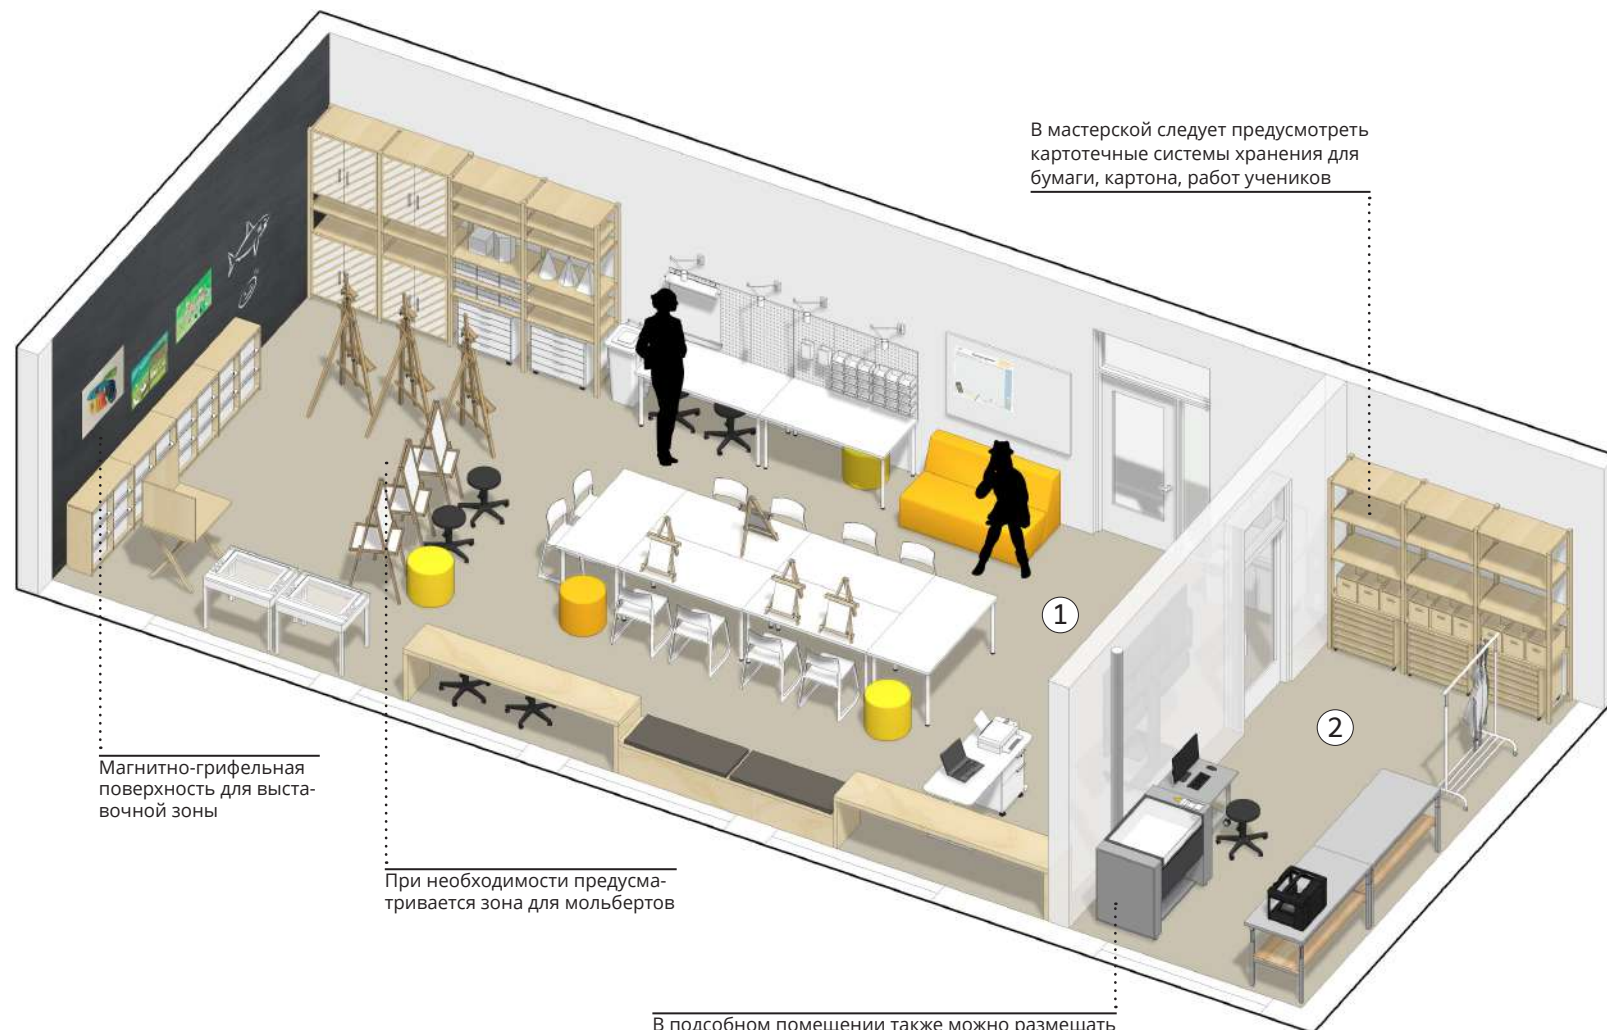 В мастерской следует предусмотреть
картотечные системы хранения для
бумаги, картона, работ учеников
1
2
Магнитно-грифельная
поверхность для выста-
вочной зоны
При необходимости предусма-
тривается зона для мольбертов
В подсобном помещении также можно размещать